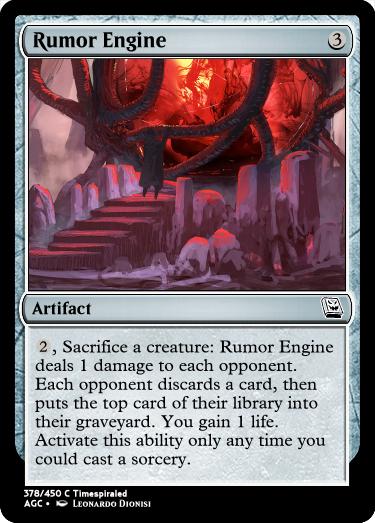 Rumor Engine 3
Artifact
2, Sacrifice a creature: Rumor Engine
deals 1 damage to each opponent.
Each opponent discards a card, then
puts the top card of their library into
their graveyard. You gain 1 life.
Activate this ability only any time you
could cast a sorcery.
378/450 C Timespiraled
AGC • Leonardo Dionisi